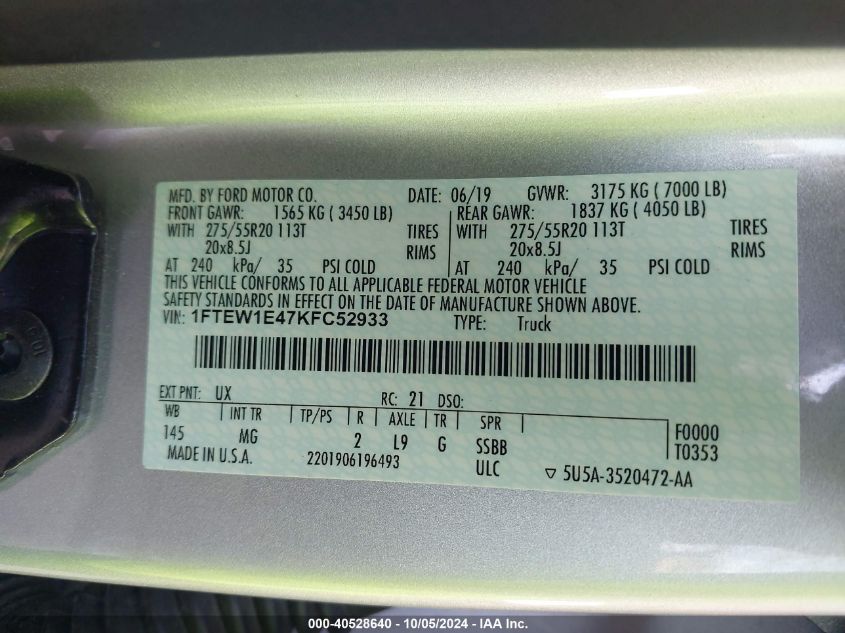 MFD. BY FORD MOTOR CO. DATE: 06/19 GVWR: 3175 KG ( 7000 LB)
FRONT GAWR: 1565 KG ( 3450 LB) REAR GAWR: 1837 KG ( 4050 LB)
WITH 275/55R20 113T TIRES WITH 275/55R20 113T TIRES
20x8.5J RIMS 20x8.5J RIMS
AT 240 kPa/ 35 PSI COLD AT 240 kPa/ 35 PSI COLD
THIS VEHICLE CONFORMS TO ALL APPLICABLE FEDERAL MOTOR VEHICLE
SAFETY STANDARDS IN EFFECT ON THE DATE OF MANUFACTURE SHOWN ABOVE.
VIN: 1FTEW1E47KFC52933 TYPE: Truck
EXT PNT: UX RC: 21 DSO:
WB INT TR TP/PS R AXLE TR SPR
145 MG 2 L9 G SSBB F0000
T0353
MADE IN U.S.A. 2201906196493 ULC ▽ 5U5A-3520472-AA
000-40528640 - 10/05/2024 - IAA Inc.